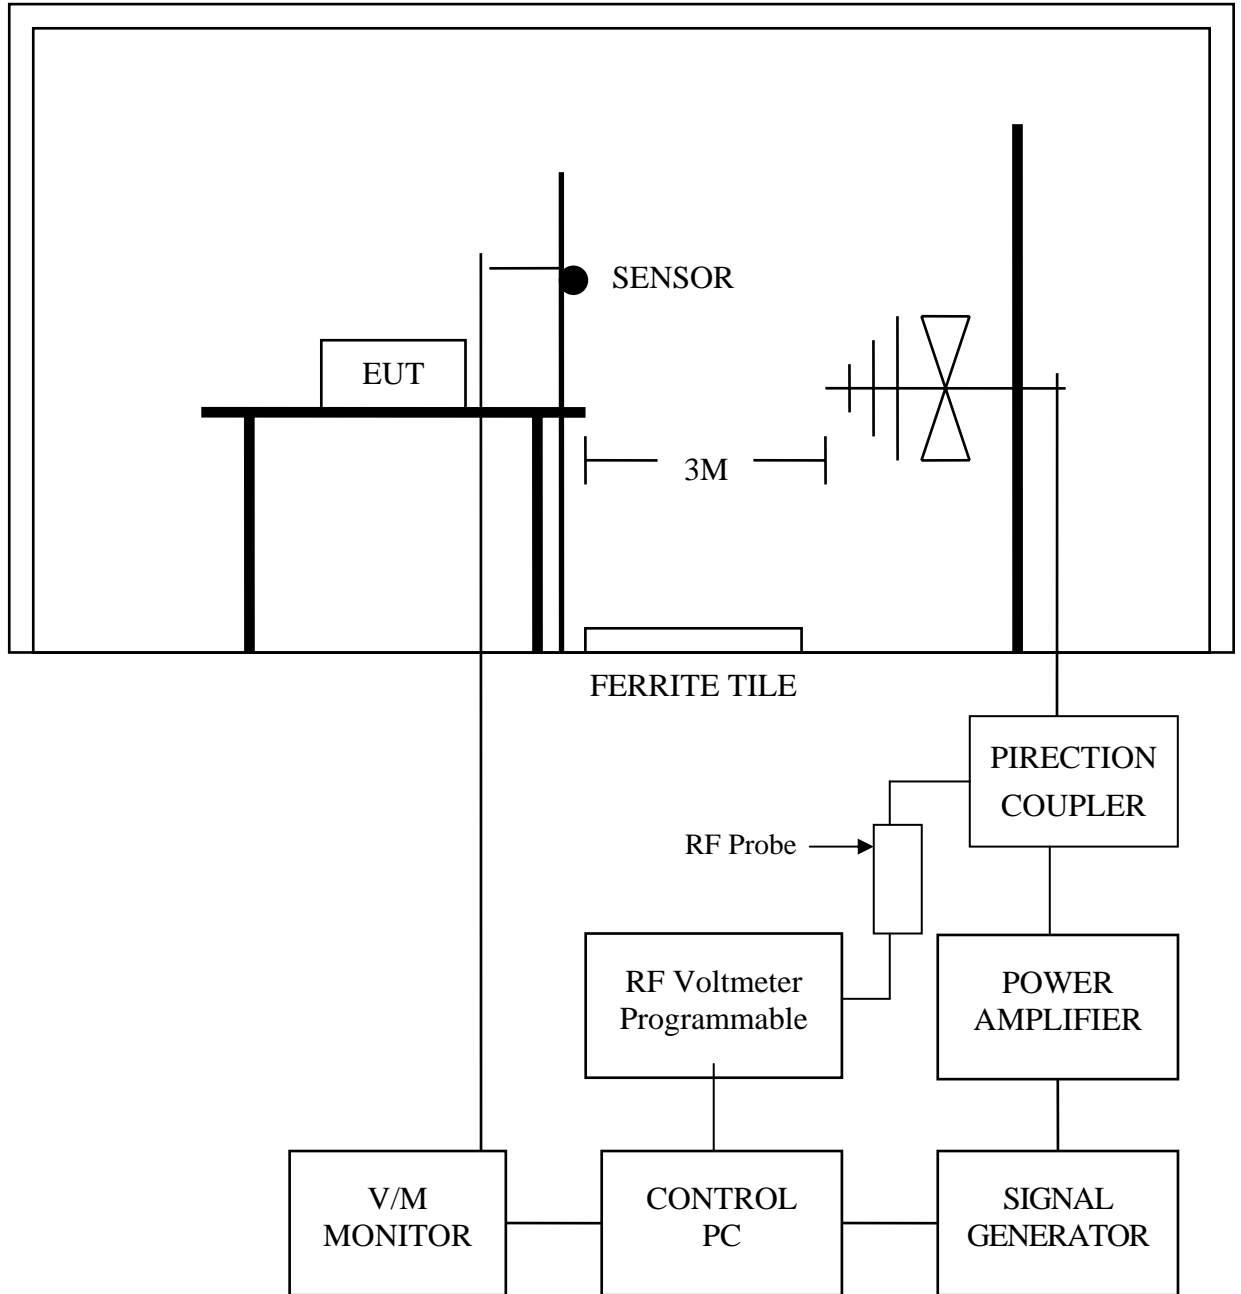 SENSOR
EUT
3M
FERRITE TILE
PIRECTION
COUPLER
RF Probe
RF Voltmeter
Programmable
POWER
AMPLIFIER
V/M
MONITOR
CONTROL
PC
SIGNAL
GENERATOR